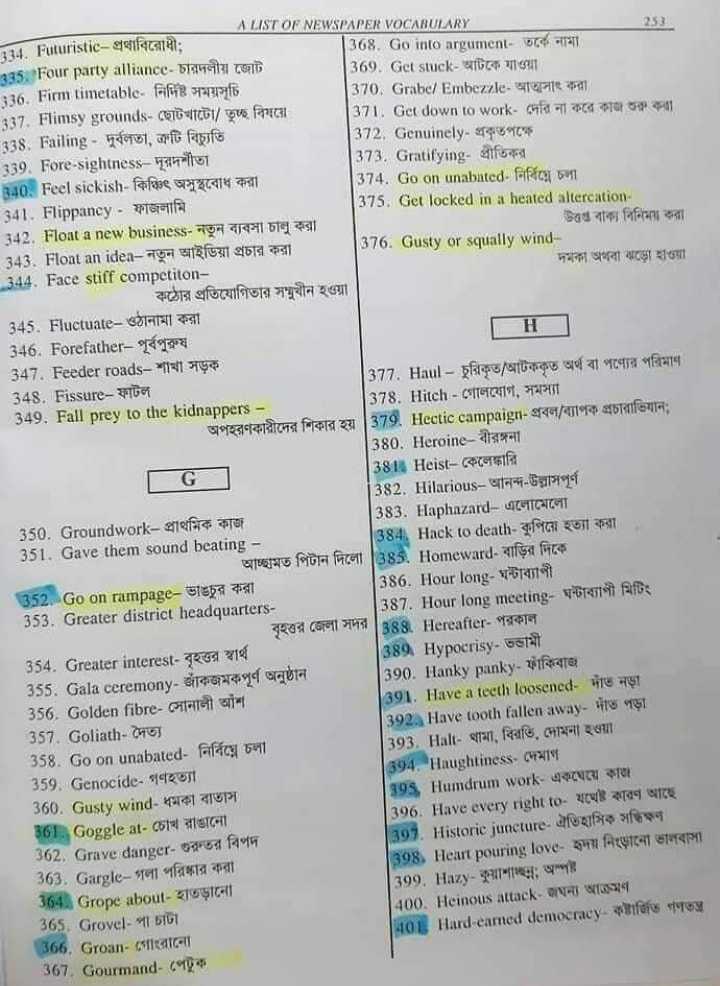 A LIST OF NEWSPAPER VOCABULARY 253
334. Futuristic– প্রথাবিরোধী;
335. Four party alliance- চারদলীয় জোট
336. Firm timetable- নির্দিষ্ট সময়সূচি
337. Flimsy grounds- ছোটখাটো/ তুচ্ছ বিষয়ে
338. Failing - দূর্বলতা, ত্রুটি বিচ্যুতি
339. Fore-sightness– দূরদর্শীতা
340. Feel sickish- কিঞ্চিৎ অসুস্থবোধ করা
341. Flippancy - ফাজলামি
342. Float a new business- নতুন ব্যবসা চালু করা
343. Float an idea– নতুন আইডিয়া প্রচার করা
344. Face stiff competiton–
কঠোর প্রতিযোগিতার সম্মুখীন হওয়া
345. Fluctuate– ওঠানামা করা
346. Forefather– পূর্বপুরুষ
347. Feeder roads– শাখা সড়ক
348. Fissure– ফাটল
349. Fall prey to the kidnappers –
অপহরণকারীদের শিকার হয়
G
350. Groundwork– প্রাথমিক কাজ
351. Gave them sound beating –
আচ্ছামত পিটান দিলো
352. Go on rampage– ভাঙচুর করা
353. Greater district headquarters-
বৃহত্তর জেলা সদর
354. Greater interest- বৃহত্তর স্বার্থ
355. Gala ceremony- জাঁকজমকপূর্ণ অনুষ্ঠান
356. Golden fibre- সোনালী আঁশ
357. Goliath- দৈত্য
358. Go on unabated- নির্বিঘ্নে চলা
359. Genocide- গণহত্যা
360. Gusty wind- ধমকা বাতাস
361. Goggle at- চোখ রাঙানো
362. Grave danger- গুরুতর বিপদ
363. Gargle– গলা পরিষ্কার করা
364. Grope about- হাতড়ানো
365. Grovel- পা চাটা
366. Groan- গোংরানো
367. Gourmand- পেটুক
368. Go into argument- তর্কে নামা
369. Get stuck- আটকে যাওয়া
370. Grabe/ Embezzle- আত্মসাৎ করা
371. Get down to work- দেরি না করে কাজ শুরু করা
372. Genuinely- প্রকৃতপক্ষে
373. Gratifying- প্রীতিকর
374. Go on unabated- নির্বিঘ্নে চলা
375. Get locked in a heated altercation-
উত্তপ্ত বাক্য বিনিময় করা
376. Gusty or squally wind–
দমকা অথবা ঝড়ো হাওয়া
H
377. Haul – চুরিকৃত/আটককৃত অর্থ বা পণ্যের পরিমাণ
378. Hitch - গোলযোগ, সমস্যা
379. Hectic campaign- প্রবল/ব্যাপক প্রচারাভিযান;
380. Heroine– বীরঙ্গনা
381. Heist– কেলেঙ্কারি
382. Hilarious– আনন্দ-উল্লাসপূর্ণ
383. Haphazard– এলোমেলো
384. Hack to death- কুপিয়ে হত্যা করা
385. Homeward- বাড়ির দিকে
386. Hour long- ঘন্টাব্যাপী
387. Hour long meeting- ঘন্টাব্যাপী মিটিং
388. Hereafter- পরকাল
389. Hypocrisy- ভন্ডামী
390. Hanky panky- ফাঁকিবাজ
391. Have a teeth loosened- দাঁত নড়া
392. Have tooth fallen away- দাঁত পড়া
393. Halt- থামা, বিরতি, দোমনা হওয়া
394. Haughtiness- দেমাগ
395. Humdrum work- একঘেয়ে কাজ
396. Have every right to- যথেষ্ট কারণ আছে
397. Historic juncture- ঐতিহাসিক সন্ধিক্ষন
398. Heart pouring love- হৃদয় নিংড়ানো ভালবাসা
399. Hazy- কুয়াশাচ্ছন্ন; অস্পষ্ট
400. Heinous attack- জঘন্য আক্রমণ
401. Hard-earned democracy- কষ্টার্জিত গণতন্ত্র